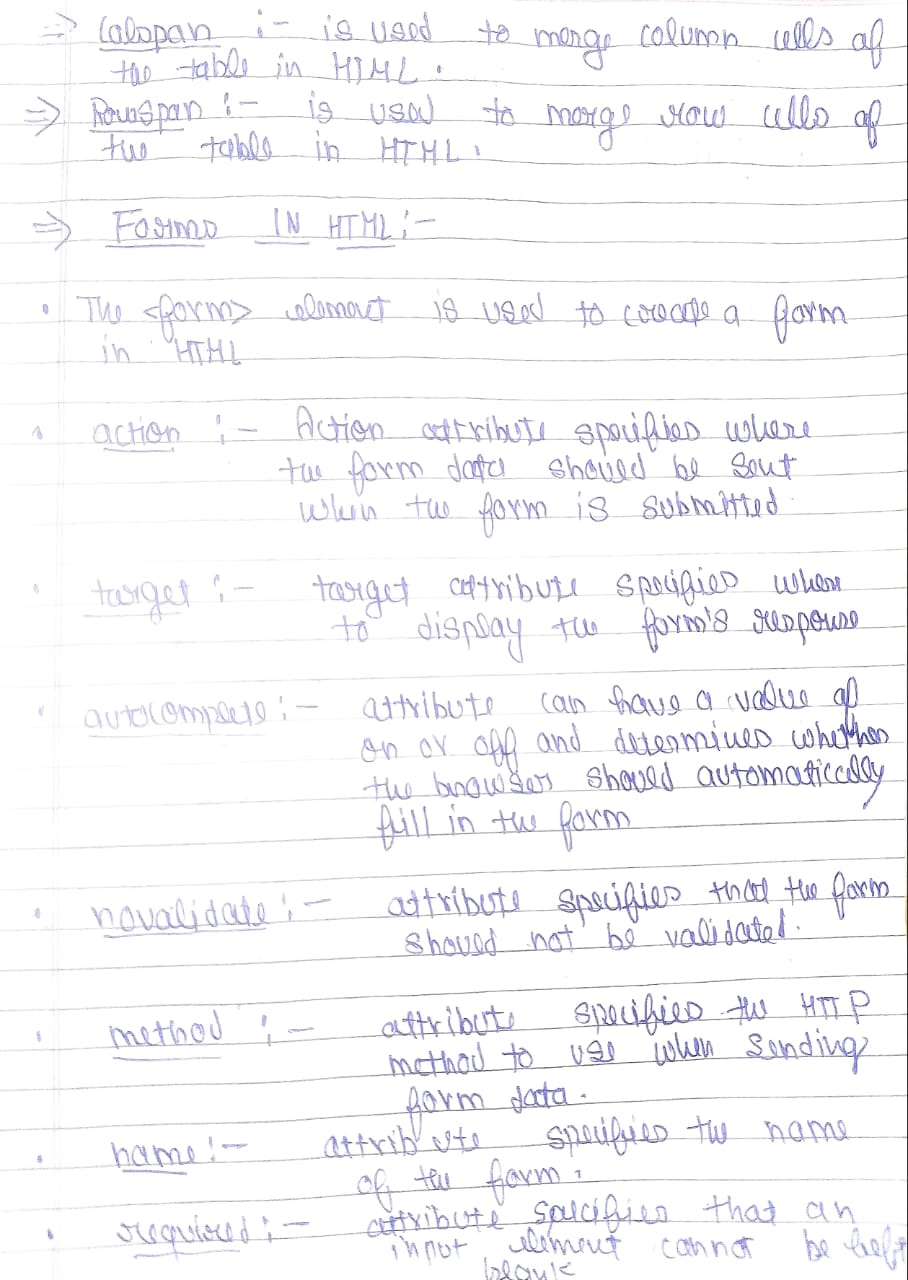 ⇒ Colspan :- is used to merge column cells of
the table in HTML.
⇒ Rowspan :- is used to merge row cells of
the table in HTML.
⇒ Forms IN HTML :-
• The <form> element is used to create a form
in HTML
• action :- Action attribute specifies where
the form data should be sent
when the form is submitted
• target :- target attribute specifies where
to display the form's response
• autocomplete :- attribute can have a value of
on or off and determines whether
the browser should automatically
fill in the form
• novalidate :- attribute specifies that the form
should not be validated.
• method :- attribute specifies the HTTP
method to use when sending
form data.
• name :- attribute specifies the name
of the form.
• required :- attribute specifies that an
input element cannot be left
blank